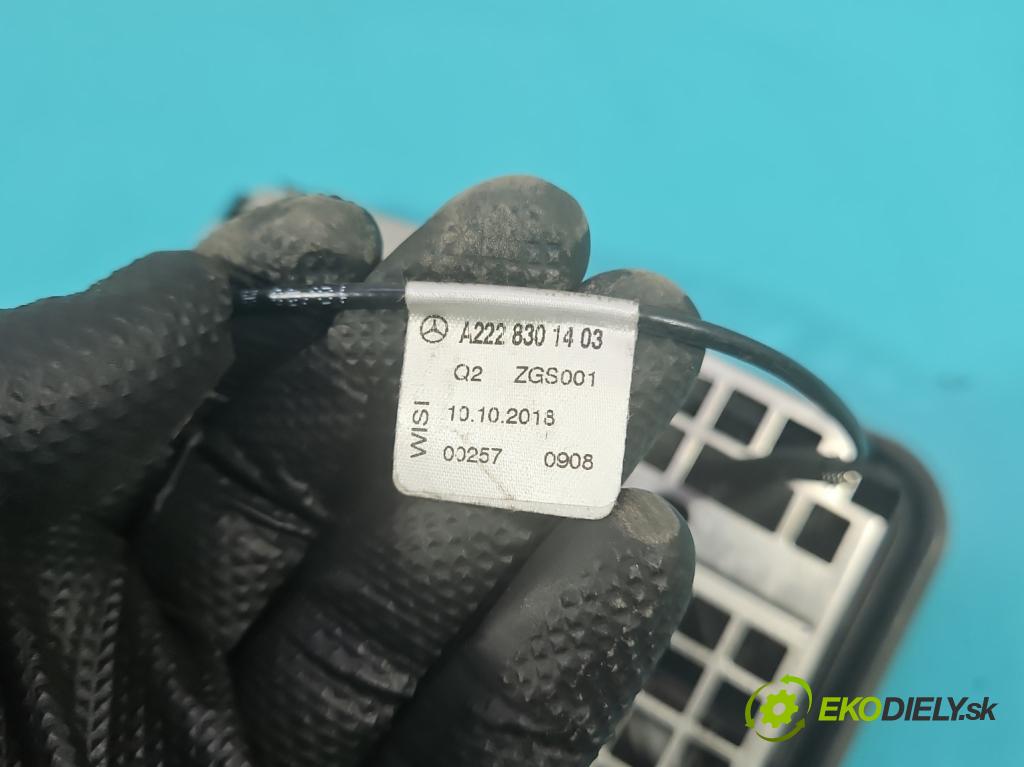 A222 830 14 03
Q2 ZGS001
WISI
10.10.2018
00257 0908
EKODIELY.sk